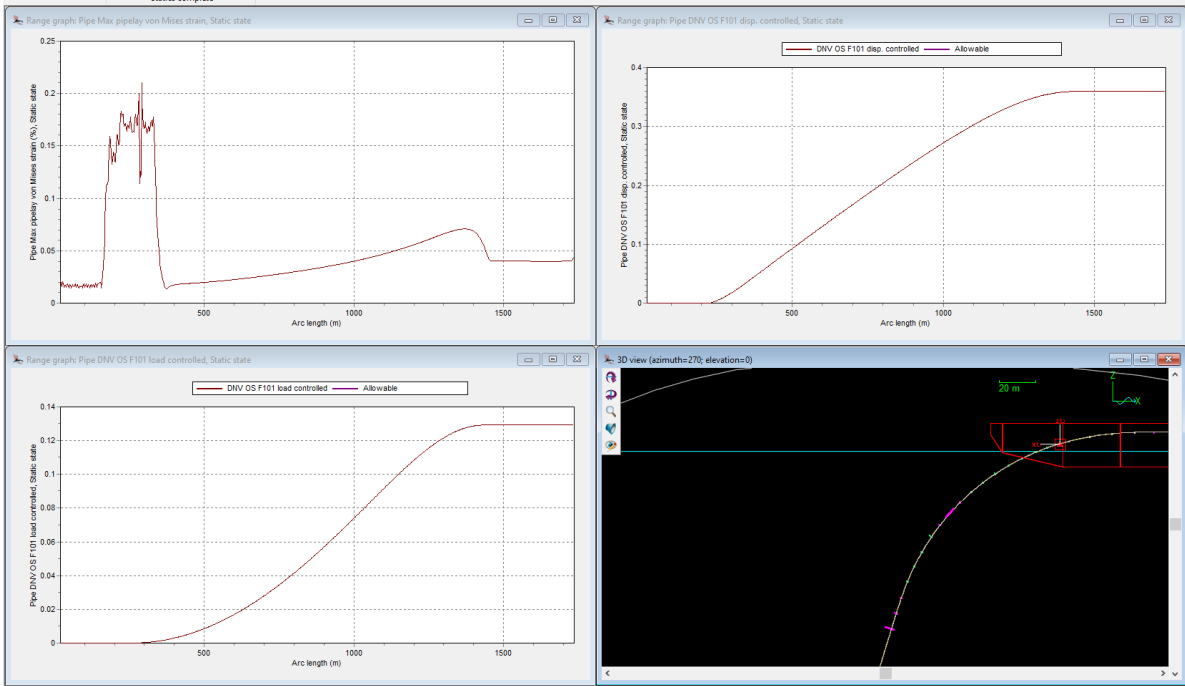 Statics complete
Range graph: Pipe Max pipelay von Mises strain, Static state
0.25
0.2
0.15
0.1
0.05
0
500
1000
1500
Arc length (m)
Pipe Max pipelay von Mises strain (%), Static state
Range graph: Pipe DNV OS F101 disp. controlled, Static state
DNV OS F101 disp. controlled
Allowable
0.4
0.3
0.2
0.1
0
500
1000
1500
Arc length (m)
Pipe DNV OS F101 disp. controlled, Static state
Range graph: Pipe DNV OS F101 load controlled, Static state
DNV OS F101 load controlled
Allowable
0.14
0.12
0.1
0.08
0.06
0.04
0.02
0
500
1000
1500
Arc length (m)
Pipe DNV OS F101 load controlled, Static state
3D view (azimuth=270; elevation=0)
20 m
Z
X